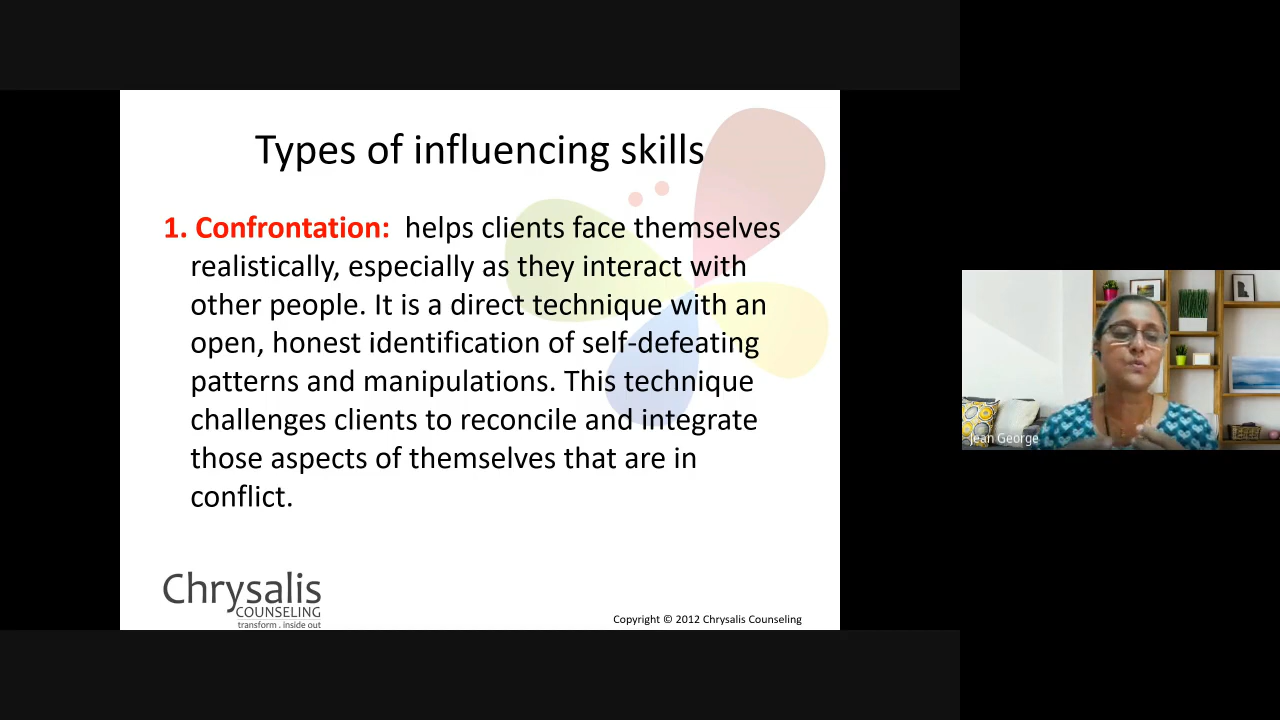 Types of influencing skills
1. Confrontation: helps clients face themselves
realistically, especially as they interact with
other people. It is a direct technique with an
open, honest identification of self-defeating
patterns and manipulations. This technique
challenges clients to reconcile and integrate
those aspects of themselves that are in
conflict.
Chrysalis
COUNSELING
transform . inside out
Copyright © 2012 Chrysalis Counseling
Jean George